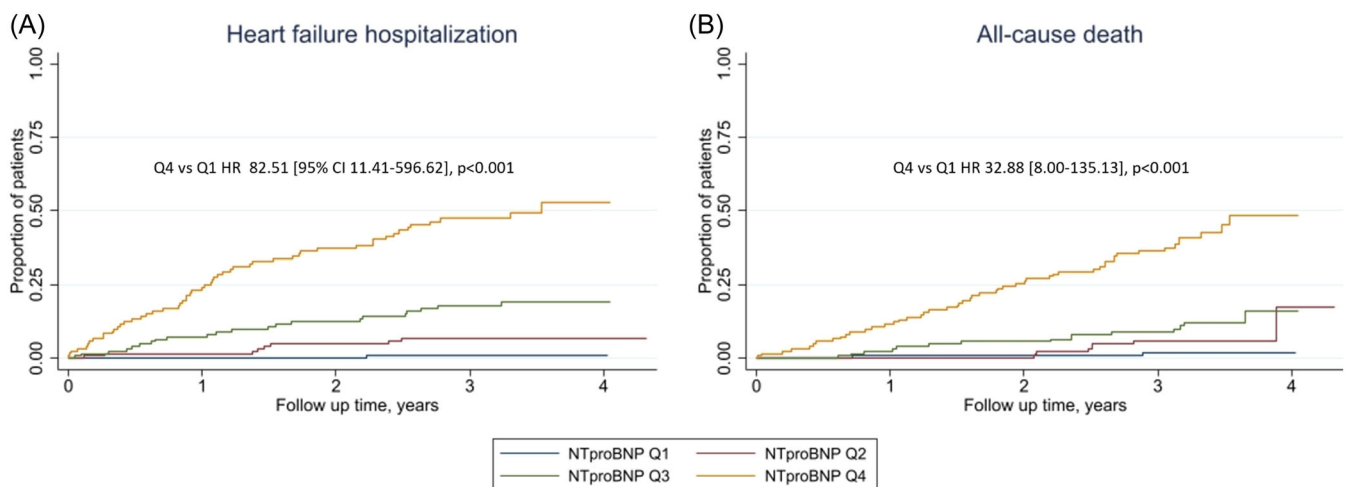 (A)
Heart failure hospitalization
Proportion of patients
1.00
0.75
0.50
0.25
0.00
Q4 vs Q1 HR 82.51 [95% CI 11.41-596.62], p<0.001
0 1 2 3 4
Follow up time, years
(B)
All-cause death
Proportion of patients
1.00
0.75
0.50
0.25
0.00
Q4 vs Q1 HR 32.88 [8.00-135.13], p<0.001
0 1 2 3 4
Follow up time, years
NTproBNP Q1 NTproBNP Q2
NTproBNP Q3 NTproBNP Q4